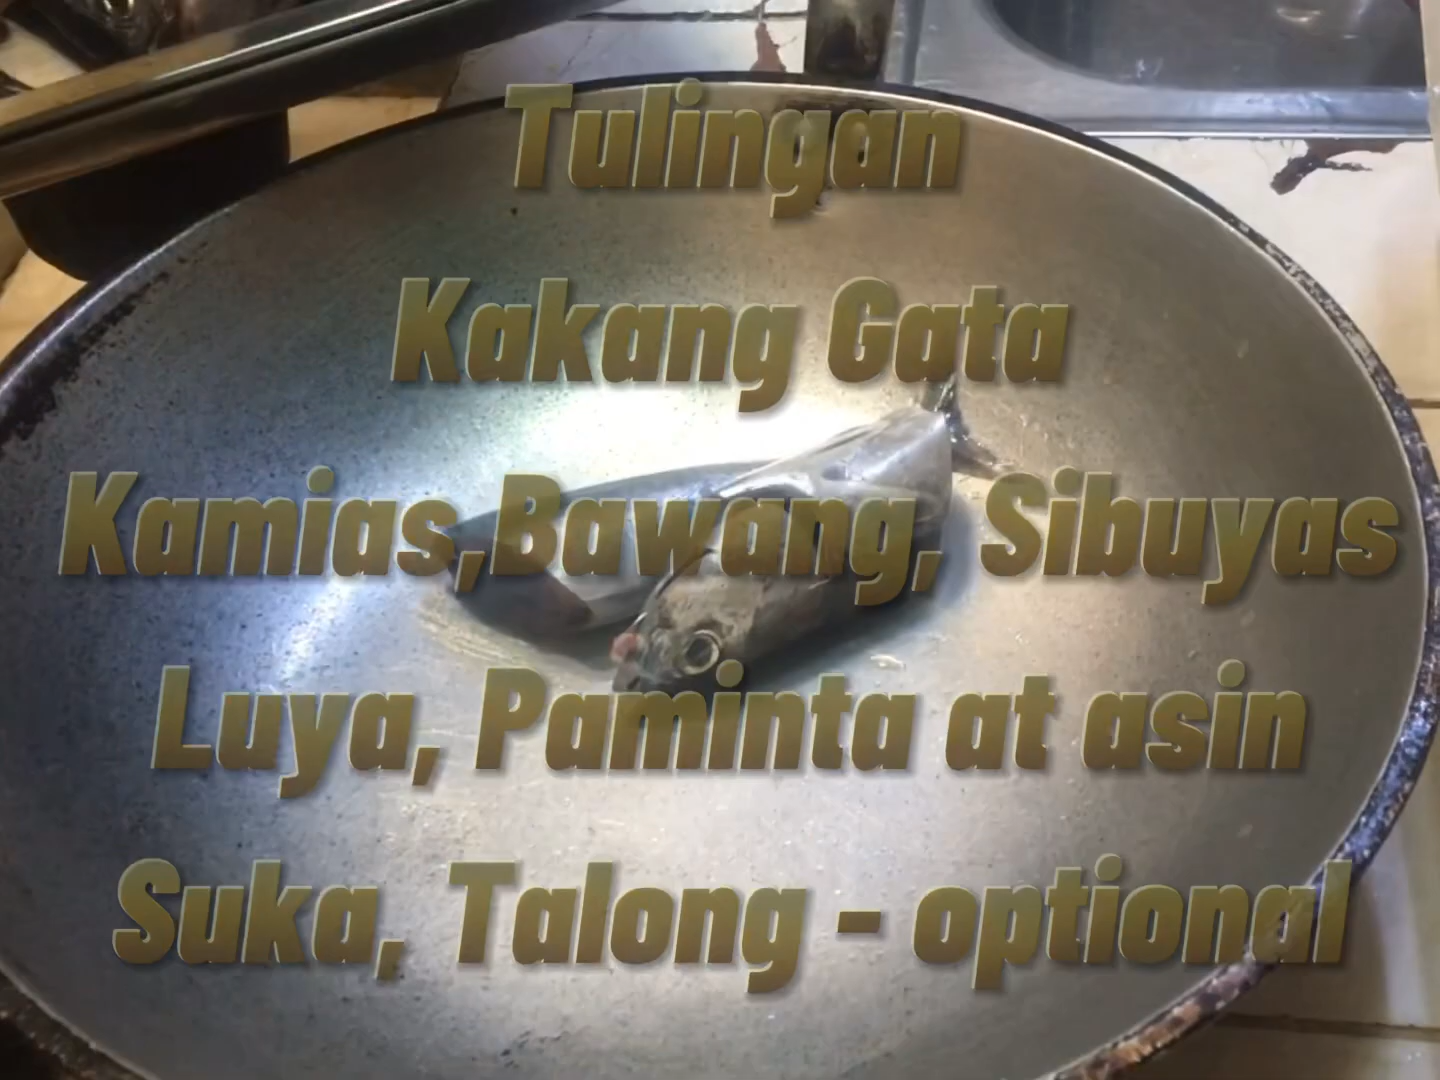 Tulingan
Kakang Gata
Kamias,Bawang, Sibuyas
Luya, Paminta at asin
Suka, Talong - optional